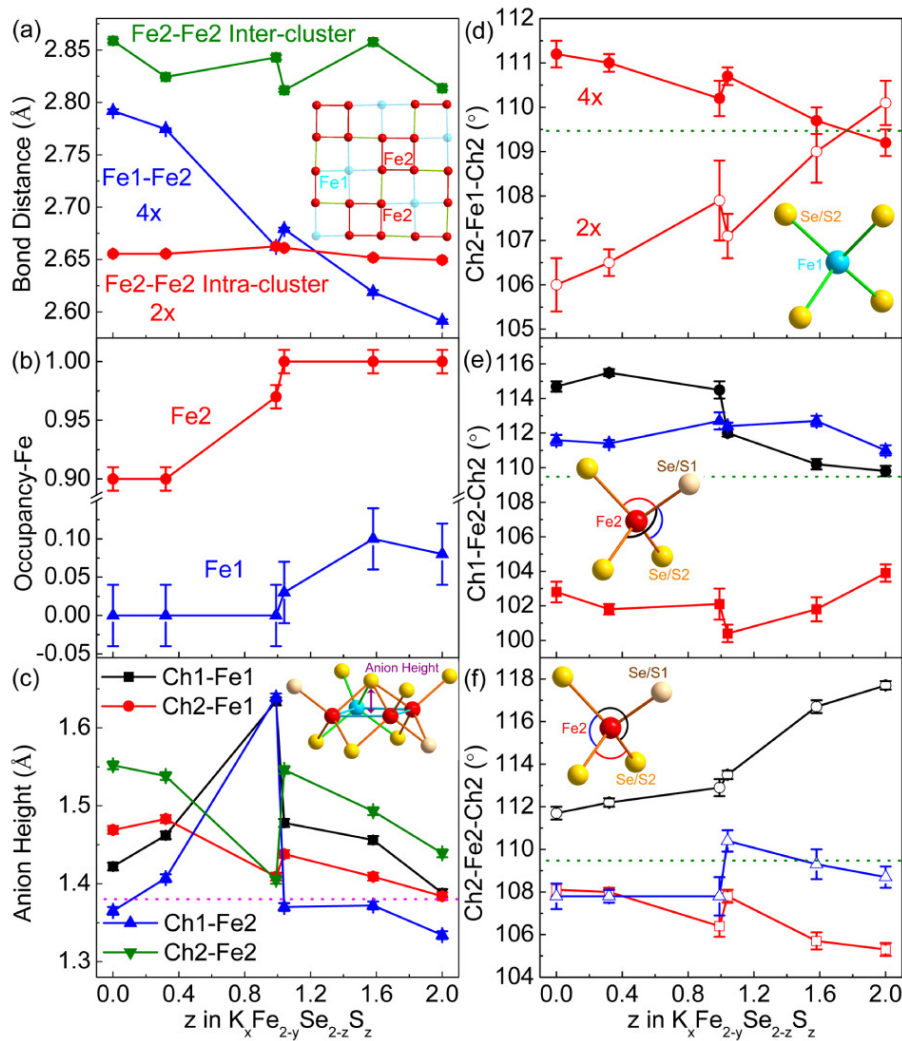 (a)
Fe2-Fe2 Inter-cluster
2.85
2.80
2.75
2.70
2.65
2.60
Bond Distance (Å)
Fe1-Fe2
4x
Fe2
Fe1
Fe2
Fe2-Fe2 Intra-cluster
2x
(b)
1.00
0.95
0.90
0.10
0.05
0.00
-0.05
Occupancy-Fe
Fe2
Fe1
(c)
Ch1-Fe1
Ch2-Fe1
Anion Height
1.6
1.5
1.4
1.3
Anion Height (Å)
Ch1-Fe2
Ch2-Fe2
0.0 0.4 0.8 1.2 1.6 2.0
z in KxFe2-ySe2-zSz
(d)
111
110
109
108
107
106
105
Ch2-Fe1-Ch2 (°)
4x
2x
Se/S2
Fe1
(e)
116
114
112
110
108
106
104
102
100
Ch1-Fe2-Ch2 (°)
Se/S1
Fe2
Se/S2
(f)
118
116
114
112
110
108
106
104
Ch2-Fe2-Ch2 (°)
Se/S1
Fe2
Se/S2
0.0 0.4 0.8 1.2 1.6 2.0
z in KxFe2-ySe2-zSz